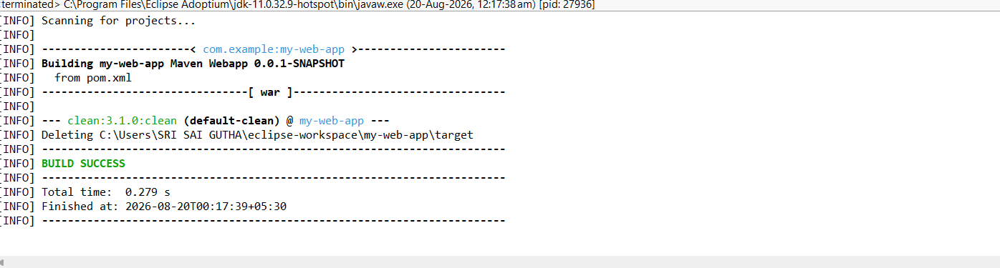 terminated> C:\Program Files\Eclipse Adoptium\jdk-11.0.32.9-hotspot\bin\javaw.exe (20-Aug-2026, 12:17:38 am) [pid: 27936]
[INFO] Scanning for projects...
[INFO]
[INFO] -----------------------< com.example:my-web-app >-----------------------
[INFO] Building my-web-app Maven Webapp 0.0.1-SNAPSHOT
[INFO]   from pom.xml
[INFO] --------------------------------[ war ]---------------------------------
[INFO]
[INFO] --- clean:3.1.0:clean (default-clean) @ my-web-app ---
[INFO] Deleting C:\Users\SRI SAI GUTHA\eclipse-workspace\my-web-app\target
[INFO] ------------------------------------------------------------------------
[INFO] BUILD SUCCESS
[INFO] ------------------------------------------------------------------------
[INFO] Total time:  0.279 s
[INFO] Finished at: 2026-08-20T00:17:39+05:30
[INFO] ------------------------------------------------------------------------